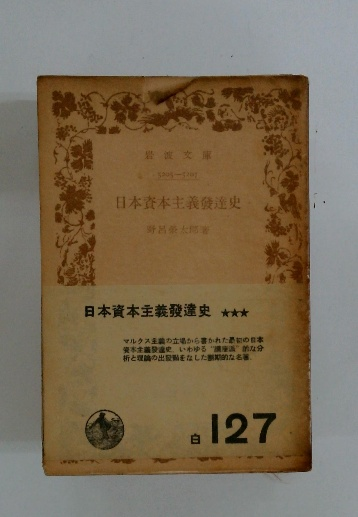 岩波文庫
日本資本主義發達史
野呂榮太郎著
日本資本主義發達史 ★★★
マルクス主義の立場から書かれた最初の日本
資本主義發達史．いわゆる“講座派”的な分
析と理論の出發點をなした劃期的な名著．
白 127